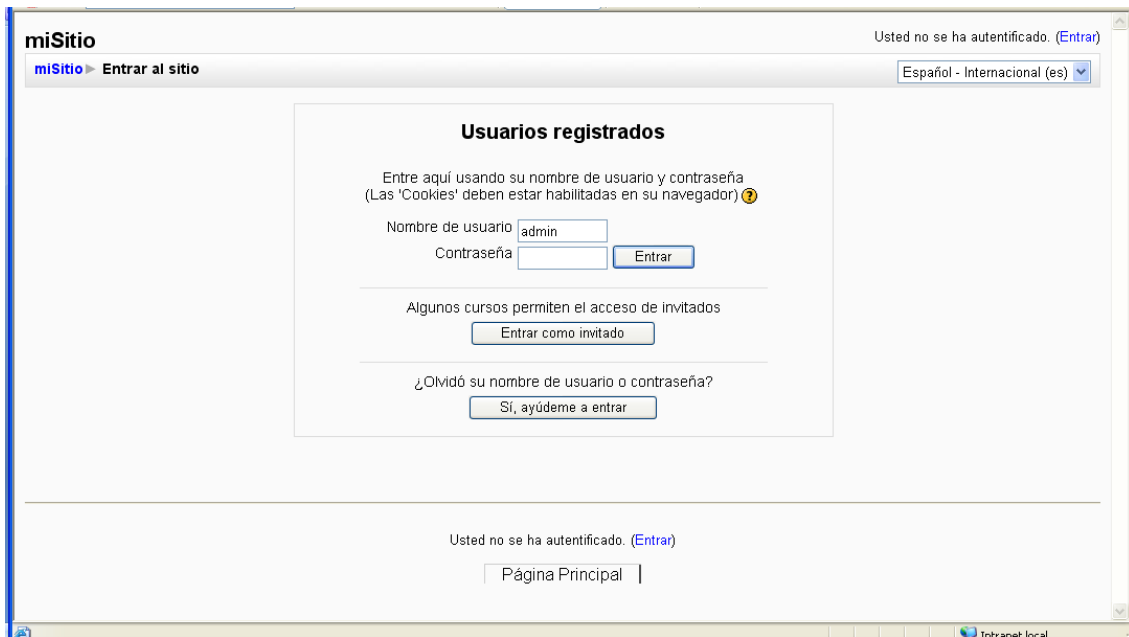 miSitio
Usted no se ha autentificado. (Entrar)
miSitio ► Entrar al sitio
Español - Internacional (es)
Usuarios registrados
Entre aquí usando su nombre de usuario y contraseña
(Las 'Cookies' deben estar habilitadas en su navegador) ?
Nombre de usuario admin
Contraseña Entrar
Algunos cursos permiten el acceso de invitados
Entrar como invitado
¿Olvidó su nombre de usuario o contraseña?
Sí, ayúdeme a entrar
Usted no se ha autentificado. (Entrar)
Página Principal
Intranet local